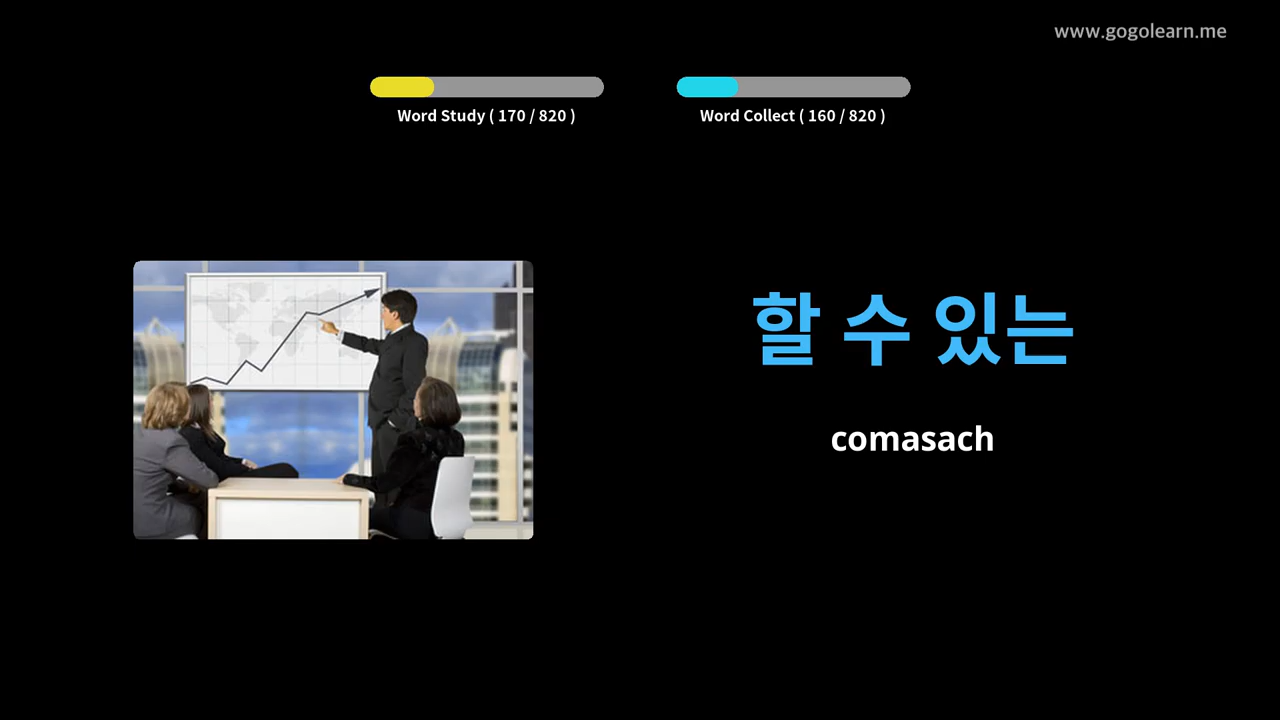 www.gogolearn.me
Word Study ( 170 / 820 )
Word Collect ( 160 / 820 )
할 수 있는
comasach